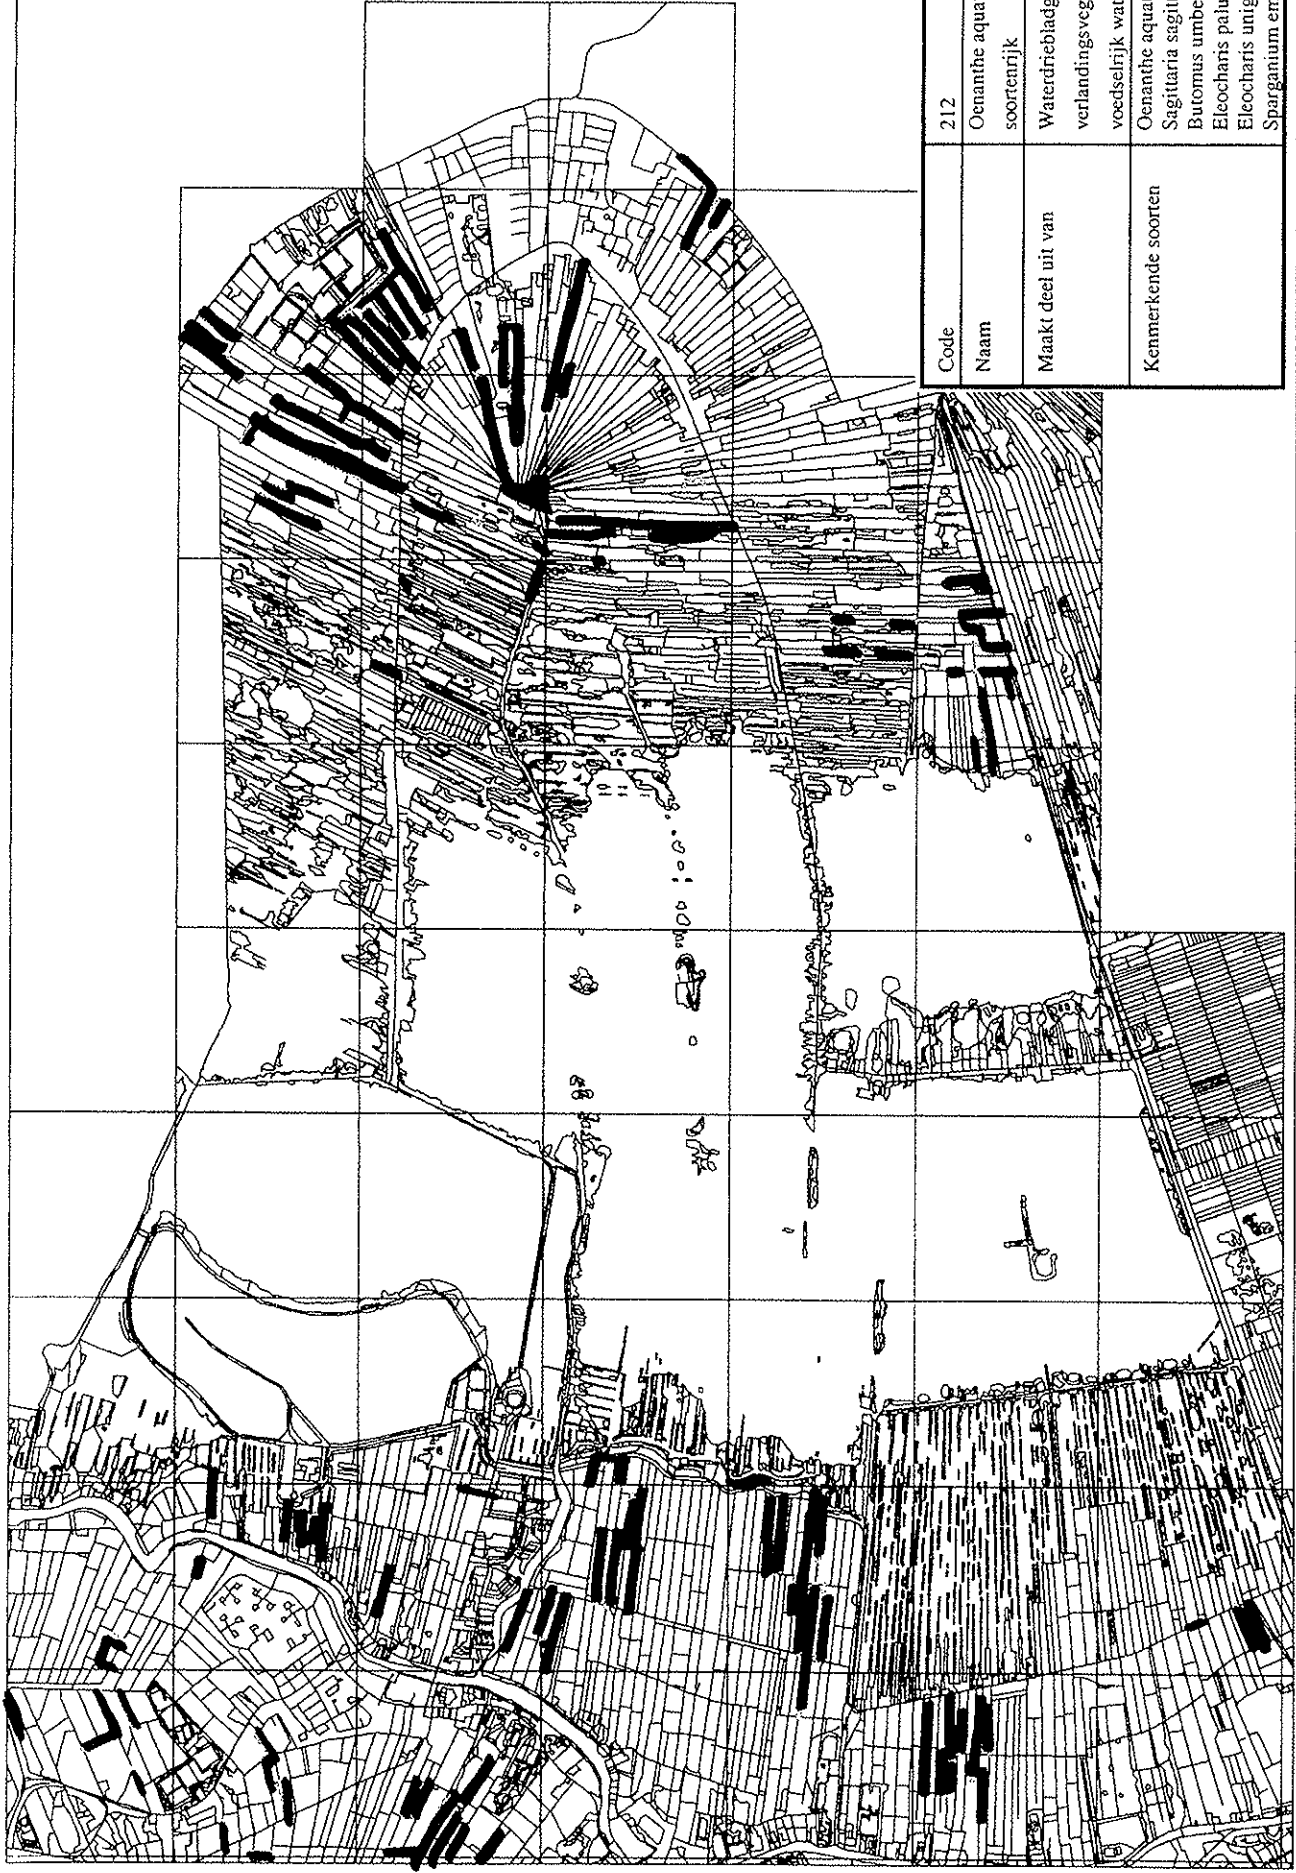 Code 212
Naam Oenanthe aqua
soortenrijk
Maakt deel uit van Waterdriebladg
verlandingsveg
voedselrijk wat
Kenmerkende soorten Oenanthe aqua
Sagittaria sagit
Butomus umbe
Eleocharis palu
Eleocharis unig
Sparganium em